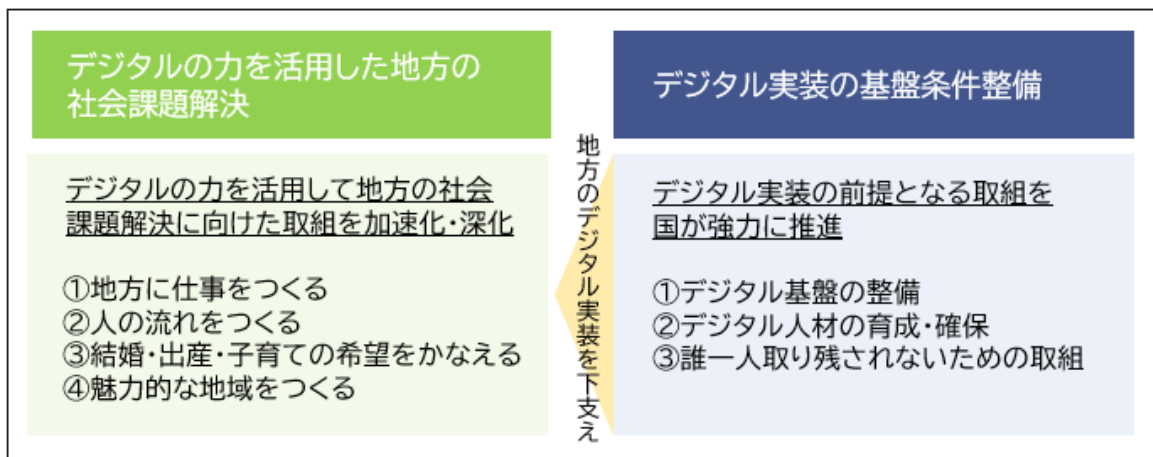 デジタルの力を活用した地方の
社会課題解決
デジタルの力を活用して地方の社会
課題解決に向けた取組を加速化・深化
①地方に仕事をつくる
②人の流れをつくる
③結婚・出産・子育ての希望をかなえる
④魅力的な地域をつくる
地方のデジタル実装を下支え
デジタル実装の基盤条件整備
デジタル実装の前提となる取組を
国が強力に推進
①デジタル基盤の整備
②デジタル人材の育成・確保
③誰一人取り残されないための取組